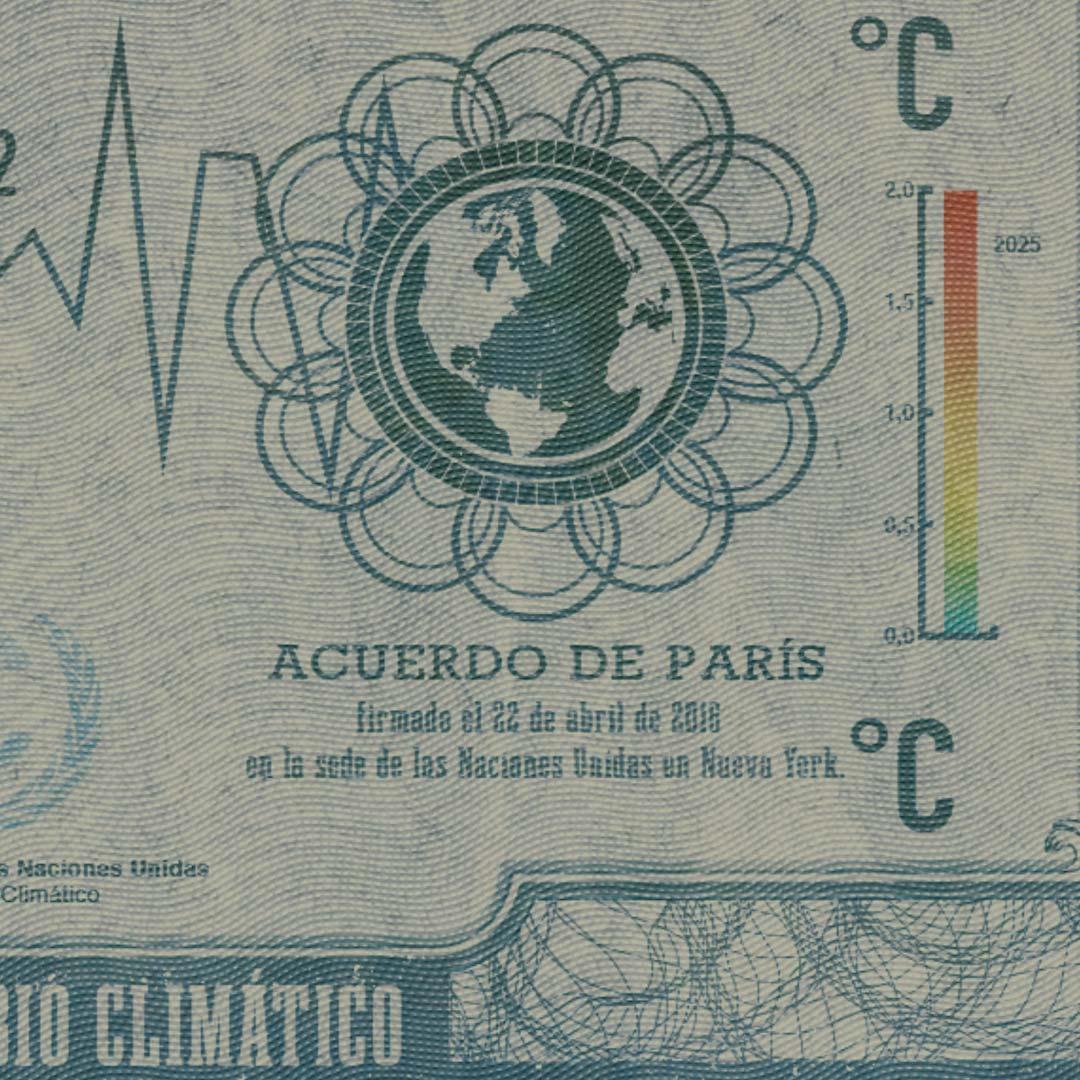 °C
2,0
2025
1,5
1,0
0,5
0,0
ACUERDO DE PARÍS
firmado el 22 de abril de 2016
en la sede de las Naciones Unidas en Nueva York.
°C
Naciones Unidas
Climático
CLIMÁTICO